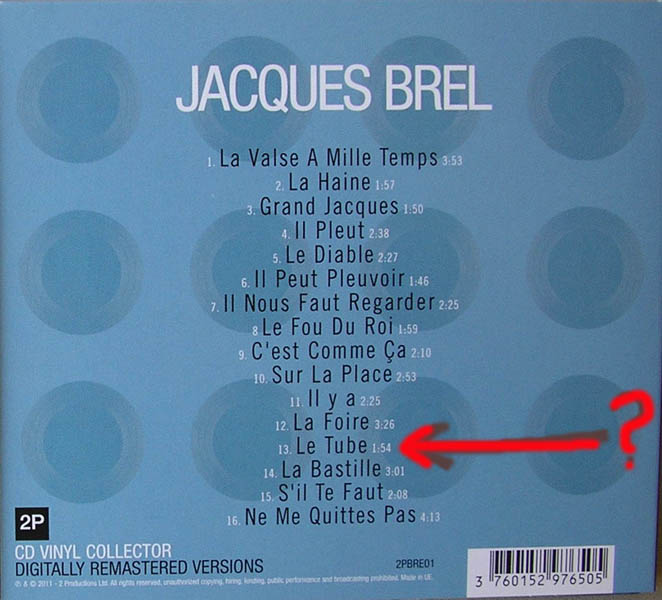 JACQUES BREL
1. La Valse A Mille Temps 3:53
2. La Haine 1:57
3. Grand Jacques 1:50
4. Il Pleut 2:38
5. Le Diable 2:27
6. Il Peut Pleuvoir 1:46
7. Il Nous Faut Regarder 2:25
8. Le Fou Du Roi 1:59
9. C'est Comme Ça 2:10
10. Sur La Place 2:53
11. Il y a 2:25
12. La Foire 3:26
13. Le Tube 1:54
?
14. La Bastille 3:01
15. S'il Te Faut 2:08
16. Ne Me Quittes Pas 4:13
2P
CD VINYL COLLECTOR
DIGITALLY REMASTERED VERSIONS
2PBRE01
℗ & © 2011 - 2 Productions Ltd. All rights reserved, unauthorized copying, hiring, lending, public performance and broadcasting prohibited. Made in UE.
3 760152 976505